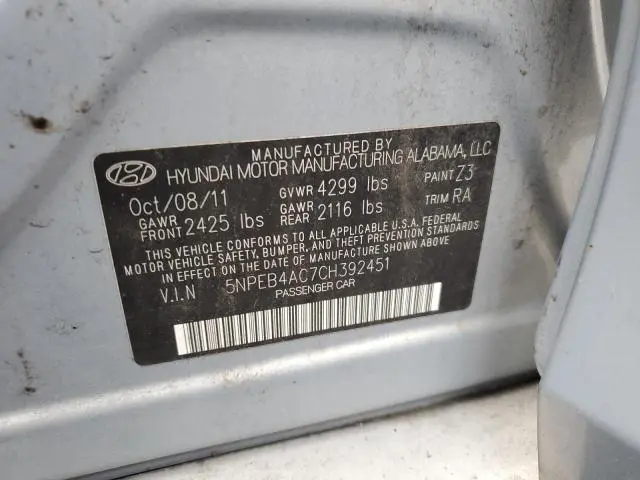 MANUFACTURED BY
HYUNDAI MOTOR MANUFACTURING ALABAMA, LLC
Oct/08/11 GVWR 4299 lbs PAINT Z3
GAWR FRONT 2425 lbs GAWR REAR 2116 lbs TRIM RA
THIS VEHICLE CONFORMS TO ALL APPLICABLE U.S.A. FEDERAL
MOTOR VEHICLE SAFETY, BUMPER, AND THEFT PREVENTION STANDARDS
IN EFFECT ON THE DATE OF MANUFACTURE SHOWN ABOVE.
V.I.N 5NPEB4AC7CH392451
PASSENGER CAR